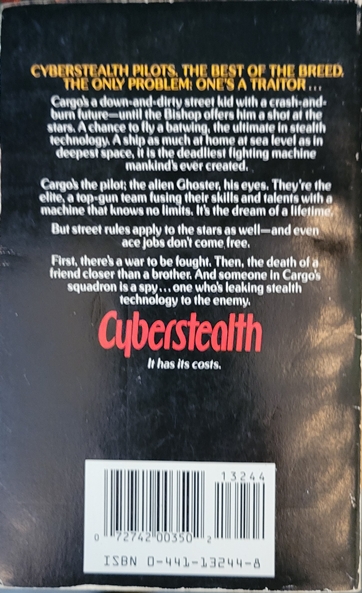 CYBERSTEALTH PILOTS. THE BEST OF THE BREED.
THE ONLY PROBLEM: ONE'S A TRAITOR...
Cargo's a down-and-dirty street kid with a crash-and-
burn future—until the Bishop offers him a shot at the
stars. A chance to fly a batwing, the ultimate in stealth
technology. A ship as much at home at sea level as in
deepest space, it is the deadliest fighting machine
mankind's ever created.
Cargo's the pilot; the alien Ghoster, his eyes. They're the
elite, a top-gun team fusing their skills and talents with a
machine that knows no limits. It's the dream of a lifetime.
But street rules apply to the stars as well—and even
ace jobs don't come free.
First, there's a war to be fought. Then, the death of a
friend closer than a brother. And someone in Cargo's
squadron is a spy...one who's leaking stealth
technology to the enemy.
Cyberstealth
It has its costs.
13244
0 72742 00350 2
ISBN 0-441-13244-8